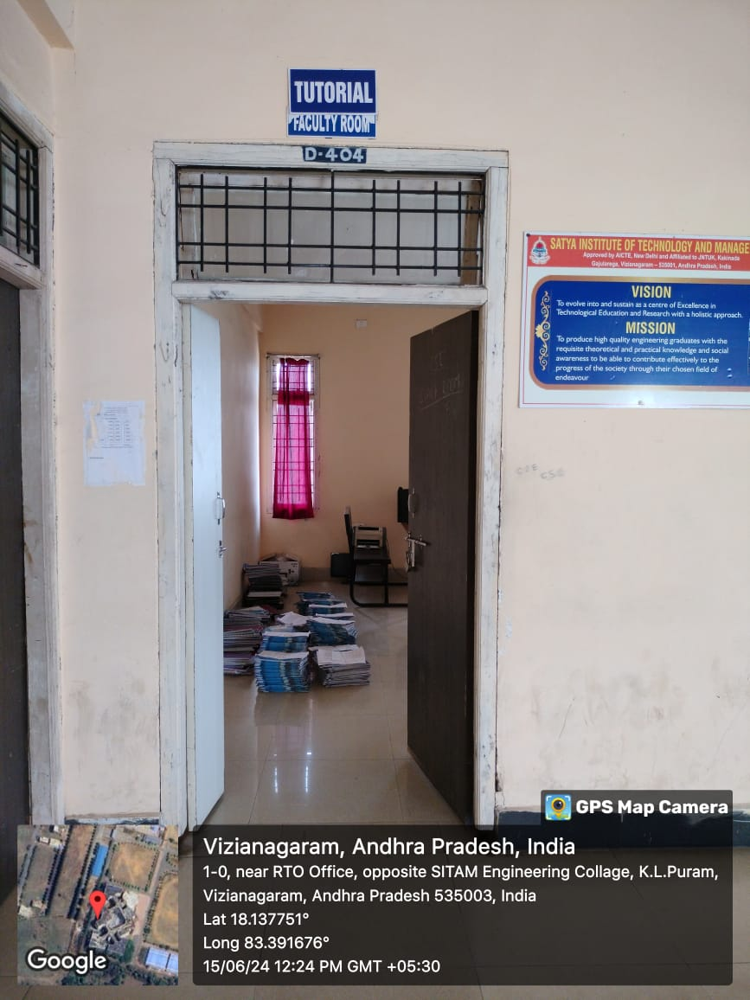 TUTORIAL
FACULTY ROOM
D-404
SATYA INSTITUTE OF TECHNOLOGY AND MANAGE
Approved by AICTE, New Delhi and Affiliated to JNTUK, Kakinada
Gajularega, Vizianagaram – 535001, Andhra Pradesh, India
VISION
To evolve into and sustain as a centre of Excellence in
Technological Education and Research with a holistic approach.
MISSION
To produce high quality engineering graduates with the
requisite theoretical and practical knowledge and social
awareness to be able to contribute effectively to the
progress of the society through their chosen field of
endeavour
CSE CSE
GPS Map Camera
Vizianagaram, Andhra Pradesh, India
1-0, near RTO Office, opposite SITAM Engineering Collage, K.L.Puram,
Vizianagaram, Andhra Pradesh 535003, India
Lat 18.137751°
Long 83.391676°
15/06/24 12:24 PM GMT +05:30
Google